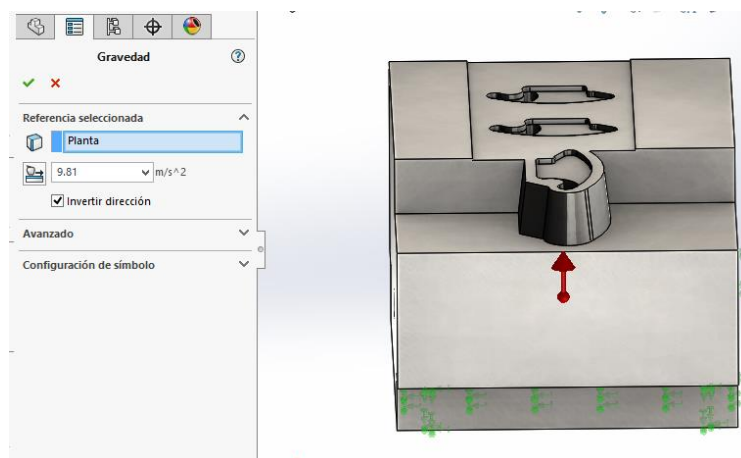 Gravedad
Referencia seleccionada
Planta
9.81 m/s^2
Invertir dirección
Avanzado
Configuración de símbolo